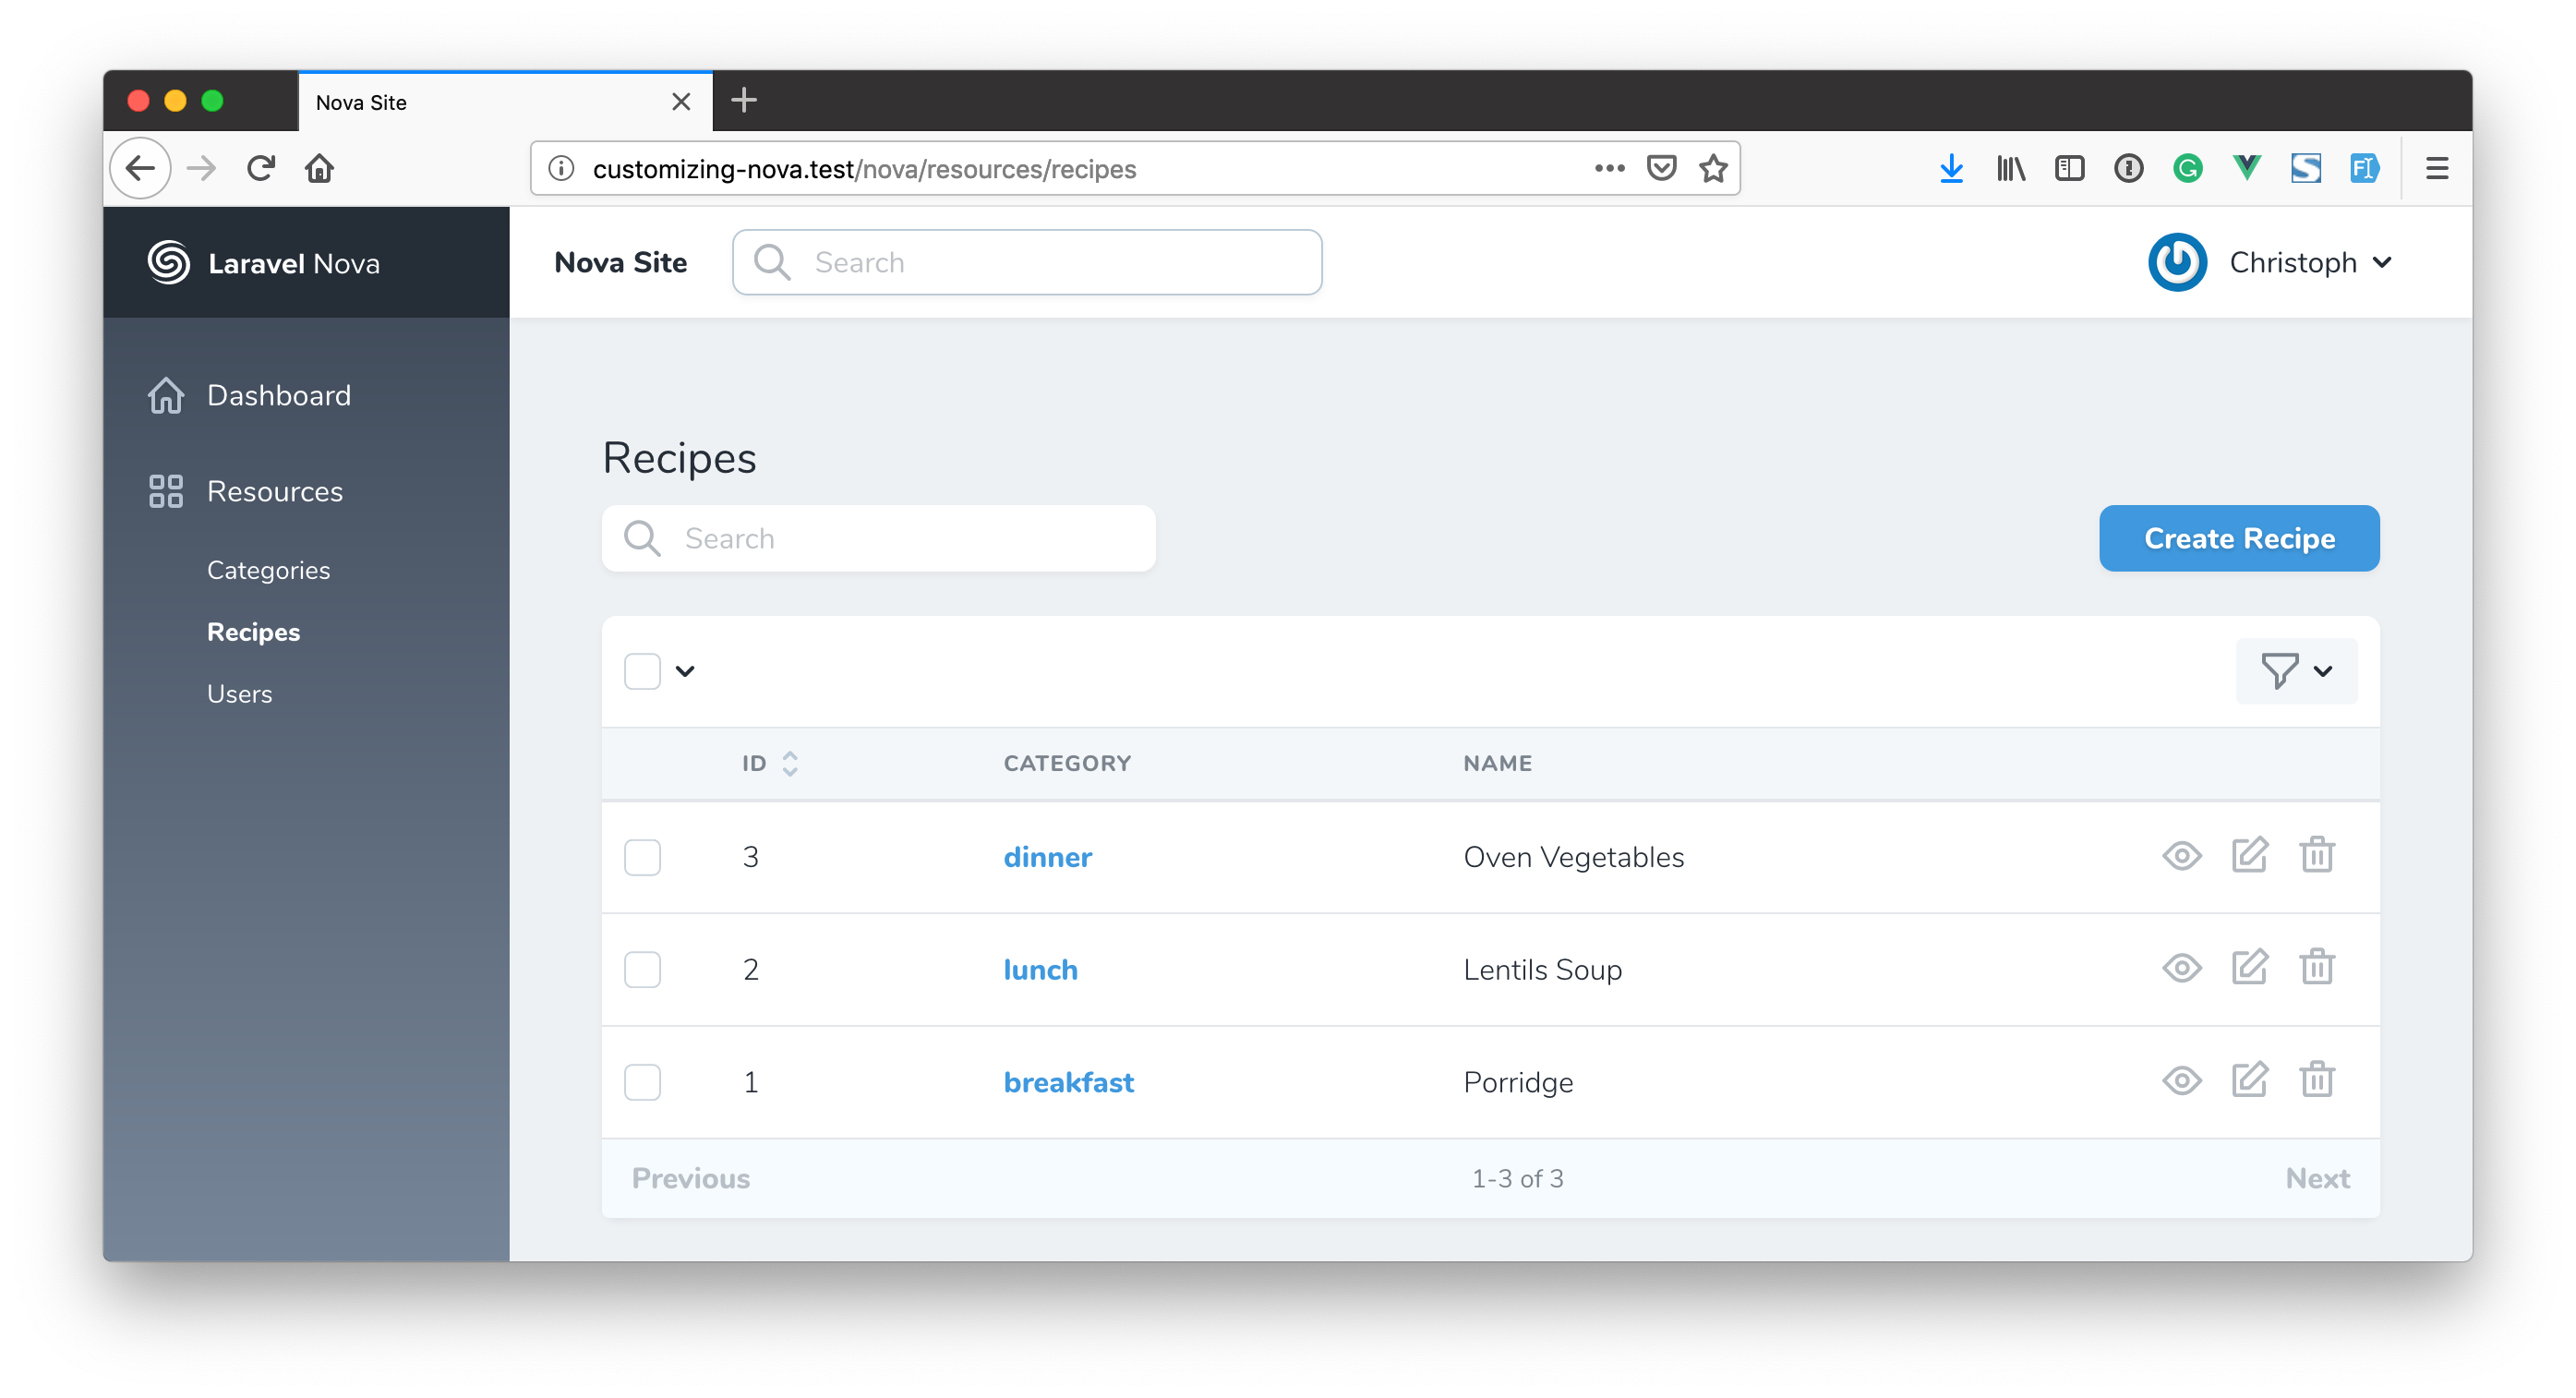 Nova Site
customizing-nova.test/nova/resources/recipes
Laravel Nova
Nova Site
Search
Christoph
Dashboard
Resources
Categories
Recipes
Users
Recipes
Search
Create Recipe
ID CATEGORY NAME
3 dinner Oven Vegetables
2 lunch Lentils Soup
1 breakfast Porridge
Previous 1-3 of 3 Next